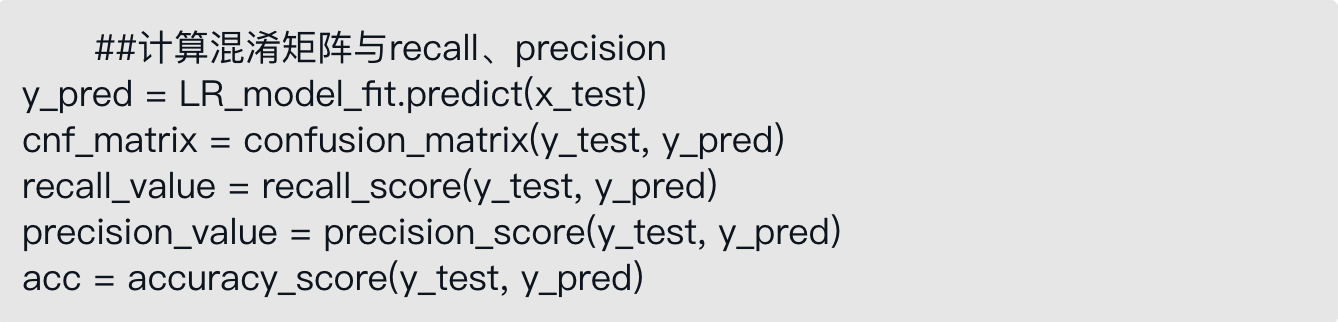 ##计算混淆矩阵与recall、precision
y_pred = LR_model_fit.predict(x_test)
cnf_matrix = confusion_matrix(y_test, y_pred)
recall_value = recall_score(y_test, y_pred)
precision_value = precision_score(y_test, y_pred)
acc = accuracy_score(y_test, y_pred)